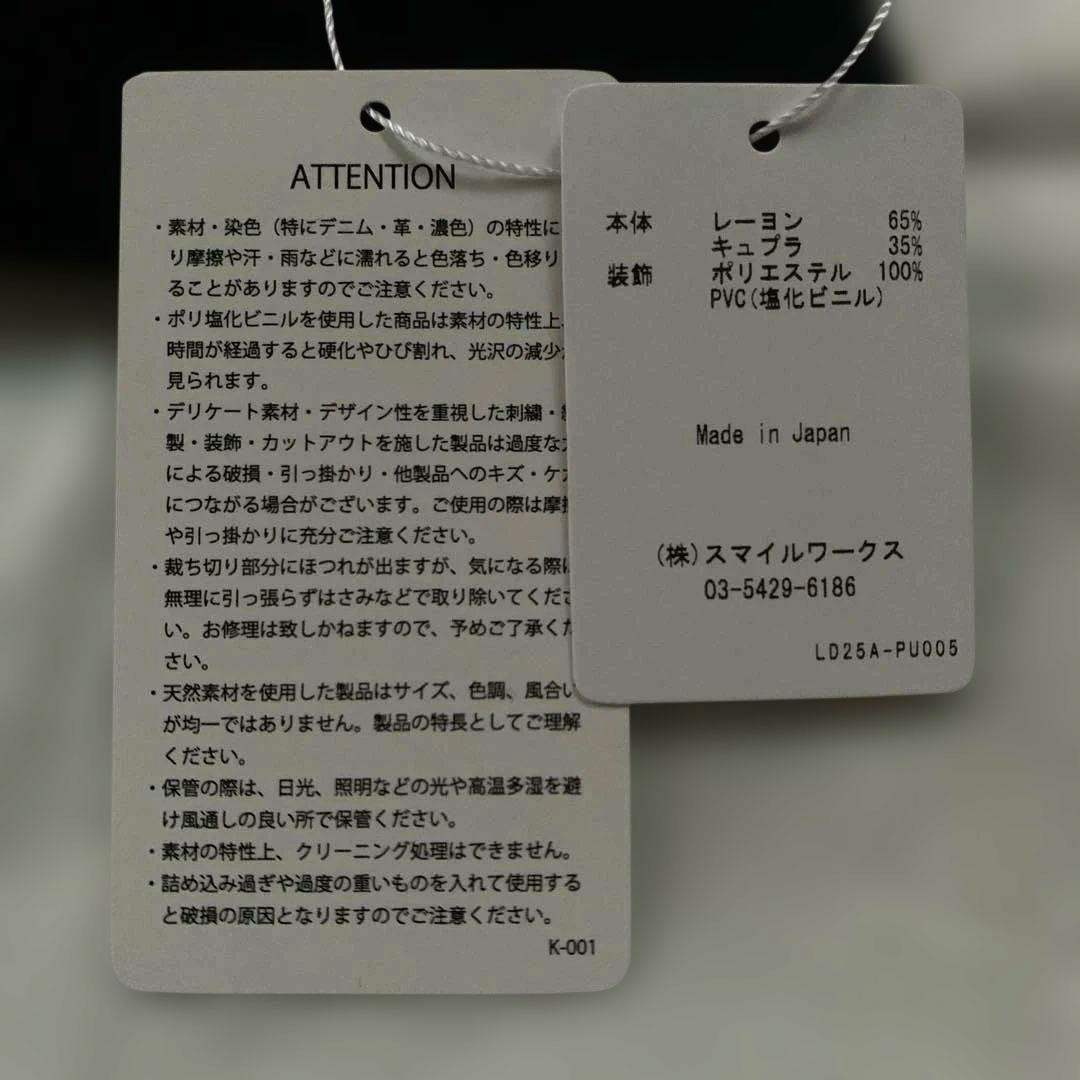 ATTENTION
・素材・染色（特にデニム・革・濃色）の特性に
り摩擦や汗・雨などに濡れると色落ち・色移り
ることがありますのでご注意ください。
・ポリ塩化ビニルを使用した商品は素材の特性上、
時間が経過すると硬化やひび割れ、光沢の減少
見られます。
・デリケート素材・デザイン性を重視した刺繍・
製・装飾・カットアウトを施した製品は過度な
による破損・引っ掛かり・他製品へのキズ・ケ
につながる場合がございます。ご使用の際は摩擦
や引っ掛かりに充分ご注意ください。
・裁ち切り部分にほつれが出ますが、気になる際
無理に引っ張らずはさみなどで取り除いてくださ
い。お修理は致しかねますので、予めご了承くだ
さい。
・天然素材を使用した製品はサイズ、色調、風合い
が均一ではありません。製品の特長としてご理解
ください。
・保管の際は、日光、照明などの光や高温多湿を避
け風通しの良い所で保管ください。
・素材の特性上、クリーニング処理はできません。
・詰め込み過ぎや過度の重いものを入れて使用する
と破損の原因となりますのでご注意ください。
K-001
本体 レーヨン 65%
キュプラ 35%
装飾 ポリエステル 100%
PVC(塩化ビニル)
Made in Japan
(株)スマイルワークス
03-5429-6186
LD25A-PU005